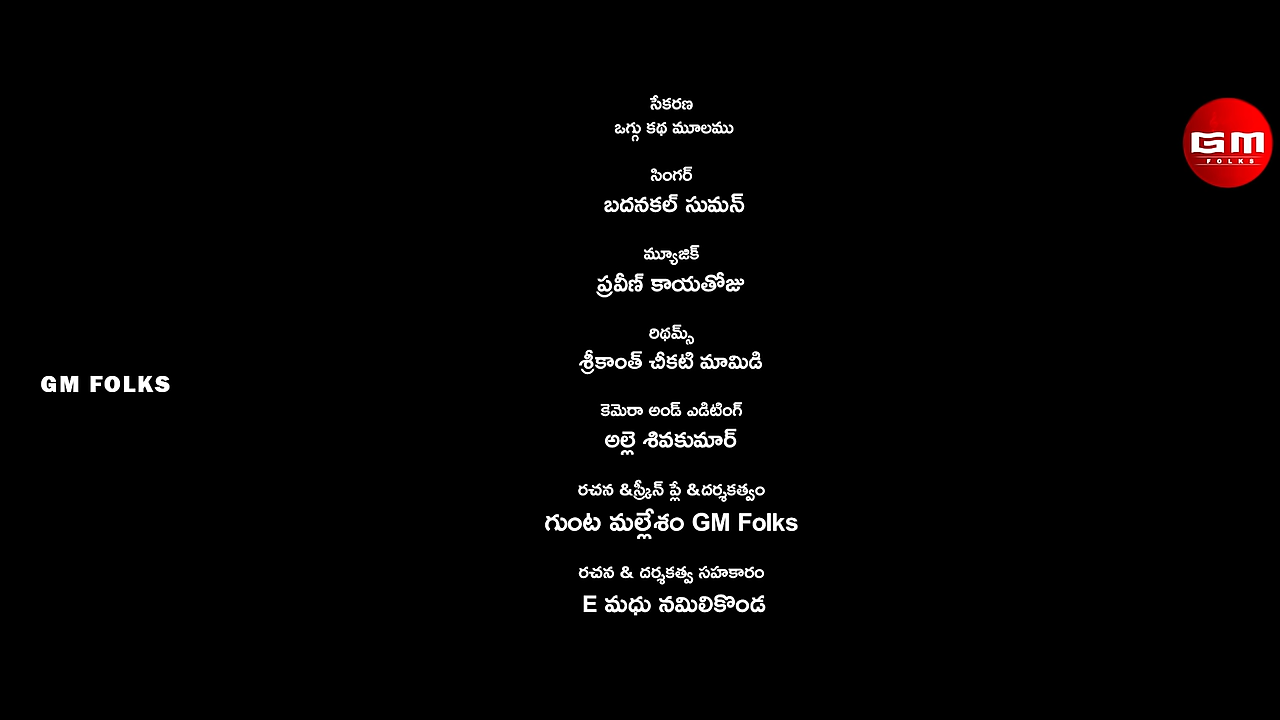 సేకరణ
ఒగ్గు కథ మూలము
సింగర్
బదనకల్ సుమన్
మ్యూజిక్
ప్రవీణ్ కాయతోజు
రిథమ్స్
శ్రీకాంత్ చీకటి మామిడి
కెమెరా అండ్ ఎడిటింగ్
అల్లె శివకుమార్
రచన &స్క్రీన్ ప్లే &దర్శకత్వం
గుంట మల్లేశం GM Folks
రచన & దర్శకత్వ సహకారం
E మధు నమిలికొండ
GM FOLKS
GM
FOLKS